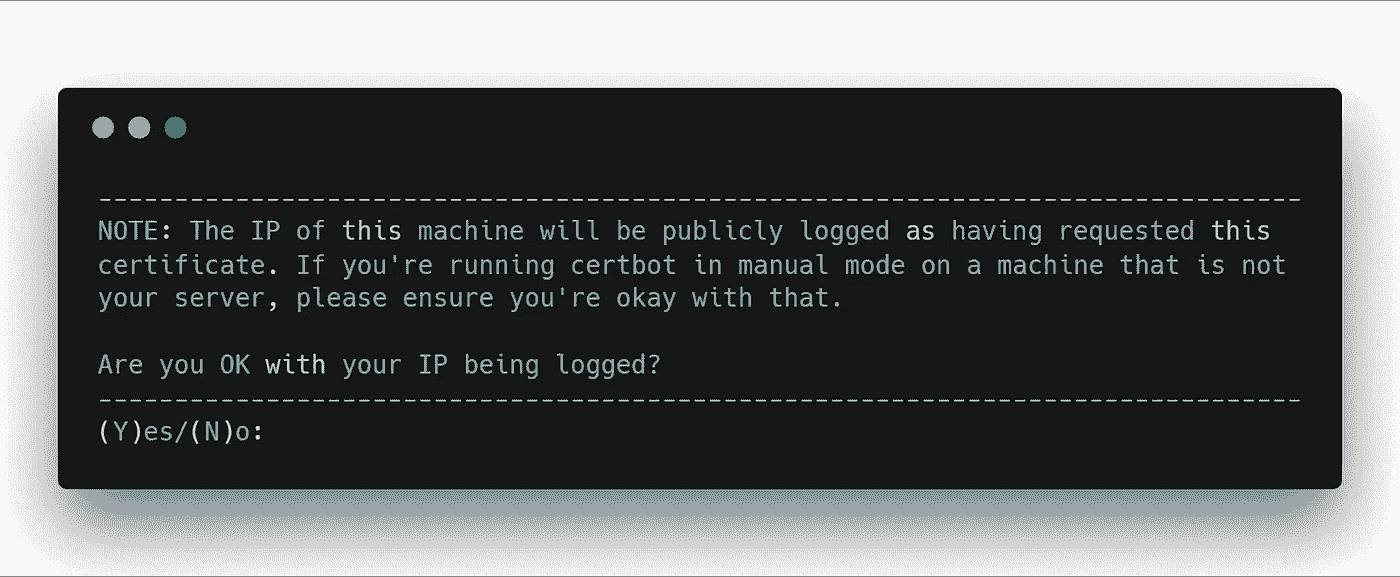 -------------------------------------------------------------------------------
NOTE: The IP of this machine will be publicly logged as having requested this
certificate. If you're running certbot in manual mode on a machine that is not
your server, please ensure you're okay with that.
Are you OK with your IP being logged?
-------------------------------------------------------------------------------
(Y)es/(N)o: